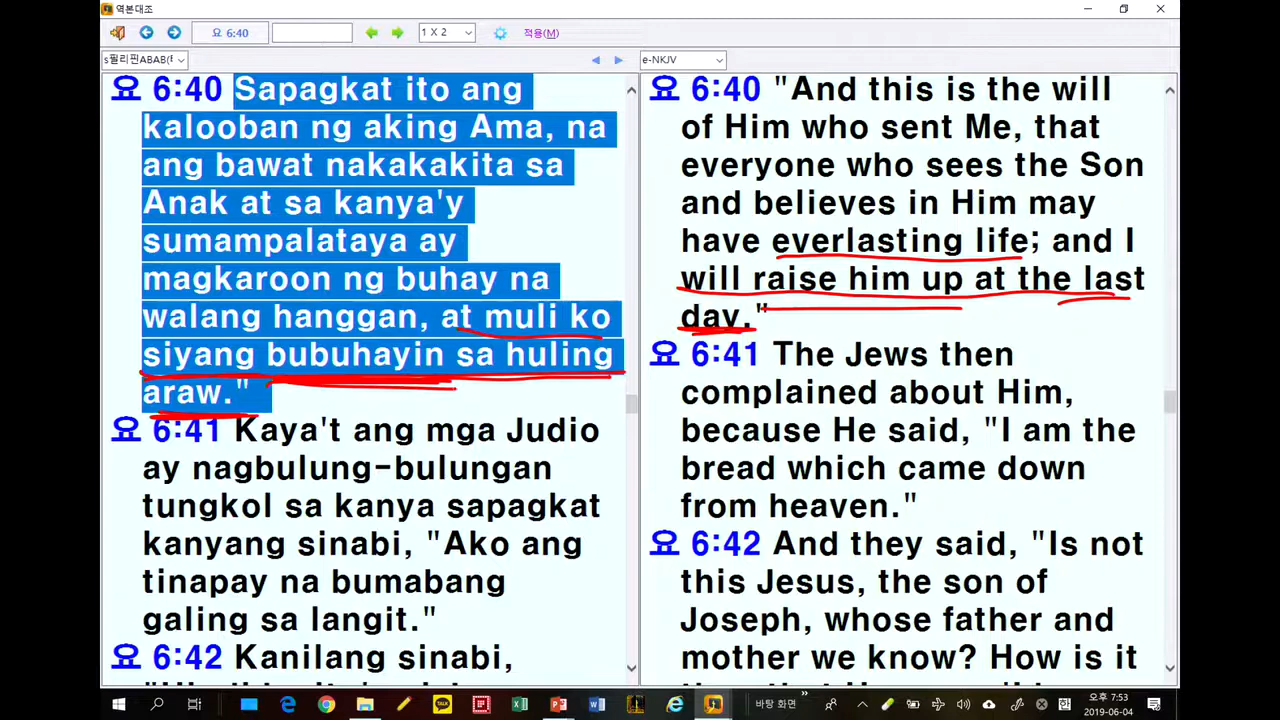 역본대조
요 6:40
1 X 2
적용(M)
s필리핀ABAB(F
e-NKJV
요 6:40 Sapagkat ito ang
kalooban ng aking Ama, na
ang bawat nakakakita sa
Anak at sa kanya'y
sumampalataya ay
magkaroon ng buhay na
walang hanggan, at muli ko
siyang bubuhayin sa huling
araw."
요 6:41 Kaya't ang mga Judio
ay nagbulung-bulungan
tungkol sa kanya sapagkat
kanyang sinabi, "Ako ang
tinapay na bumabang
galing sa langit."
요 6:42 Kanilang sinabi,
요 6:40 "And this is the will
of Him who sent Me, that
everyone who sees the Son
and believes in Him may
have everlasting life; and I
will raise him up at the last
day."
요 6:41 The Jews then
complained about Him,
because He said, "I am the
bread which came down
from heaven."
요 6:42 And they said, "Is not
this Jesus, the son of
Joseph, whose father and
mother we know? How is it
TALK
바탕 화면
한
오후 7:53
2019-06-04